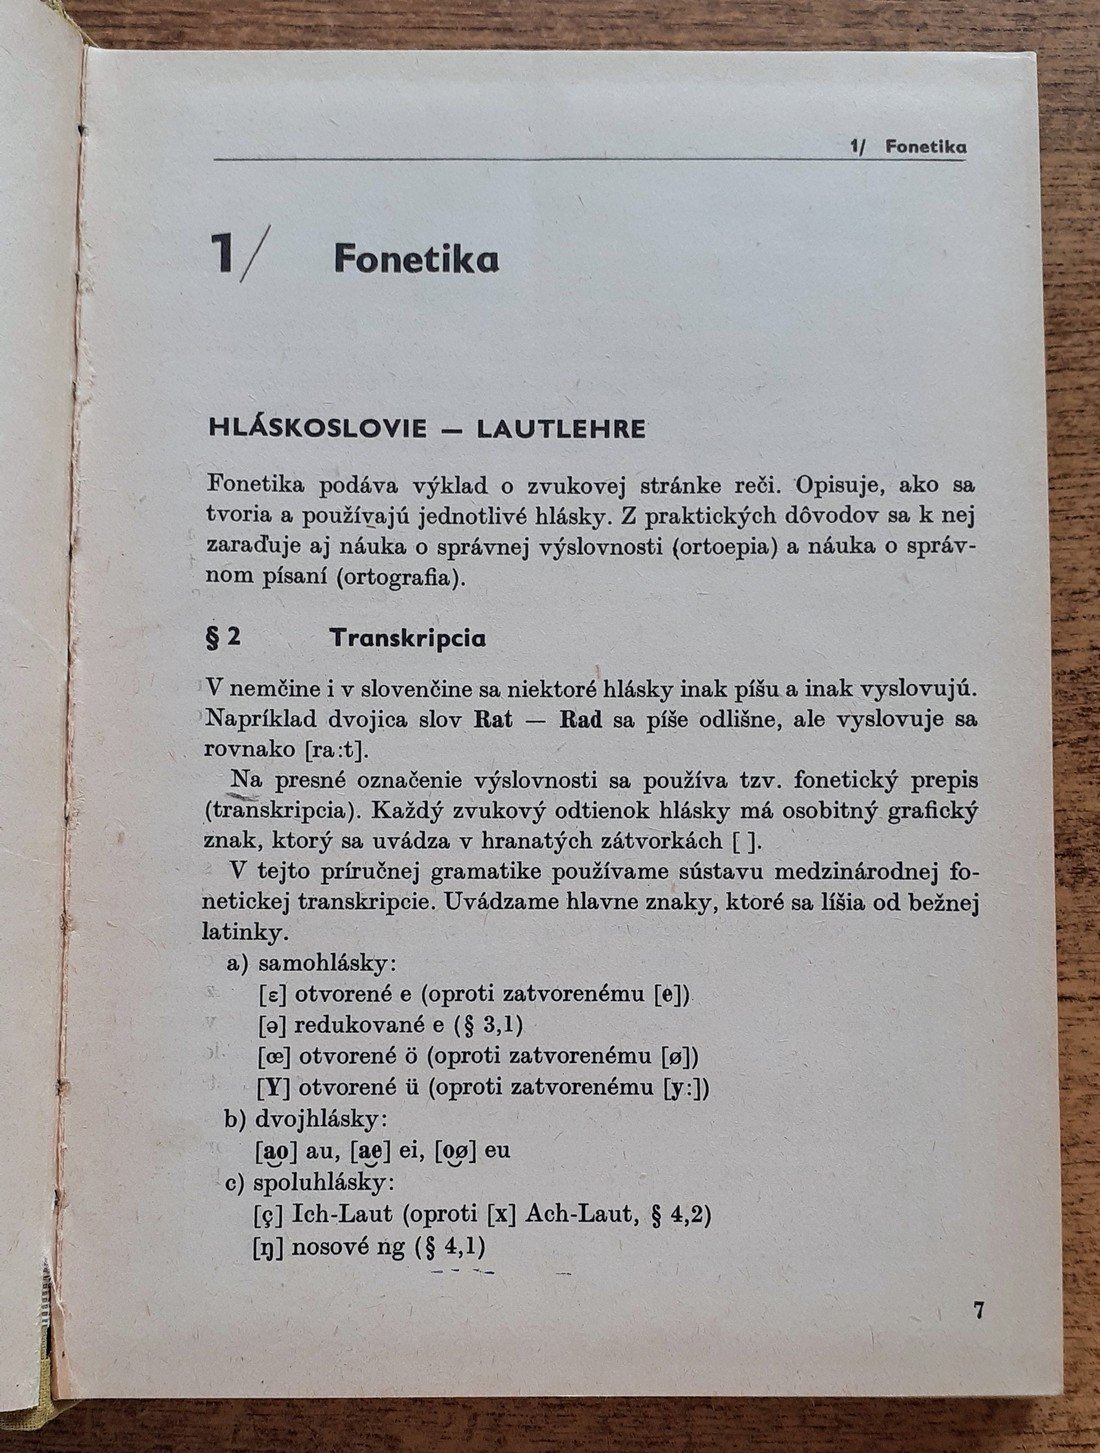 1/ Fonetika
1/ Fonetika
HLÁSKOSLOVIE — LAUTLEHRE
Fonetika podáva výklad o zvukovej stránke reči. Opisuje, ako sa
tvoria a používajú jednotlivé hlásky. Z praktických dôvodov sa k nej
zaraďuje aj náuka o správnej výslovnosti (ortoepia) a náuka o správ-
nom písaní (ortografia).
§ 2 Transkripcia
V nemčine i v slovenčine sa niektoré hlásky inak píšu a inak vyslovujú.
Napríklad dvojica slov Rat — Rad sa píše odlišne, ale vyslovuje sa
rovnako [ra:t].
Na presné označenie výslovnosti sa používa tzv. fonetický prepis
(transkripcia). Každý zvukový odtienok hlásky má osobitný grafický
znak, ktorý sa uvádza v hranatých zátvorkách [ ].
V tejto príručnej gramatike používame sústavu medzinárodnej fo-
netickej transkripcie. Uvádzame hlavne znaky, ktoré sa líšia od bežnej
latinky.
a) samohlásky:
[ɛ] otvorené e (oproti zatvorenému [e])
[ə] redukované e (§ 3,1)
[œ] otvorené ö (oproti zatvorenému [ø])
[Y] otvorené ü (oproti zatvorenému [y:])
b) dvojhlásky:
[a͜o] au, [a͜e] ei, [o͜ø] eu
c) spoluhlásky:
[ç] Ich-Laut (oproti [x] Ach-Laut, § 4,2)
[ŋ] nosové ng (§ 4,1)
7